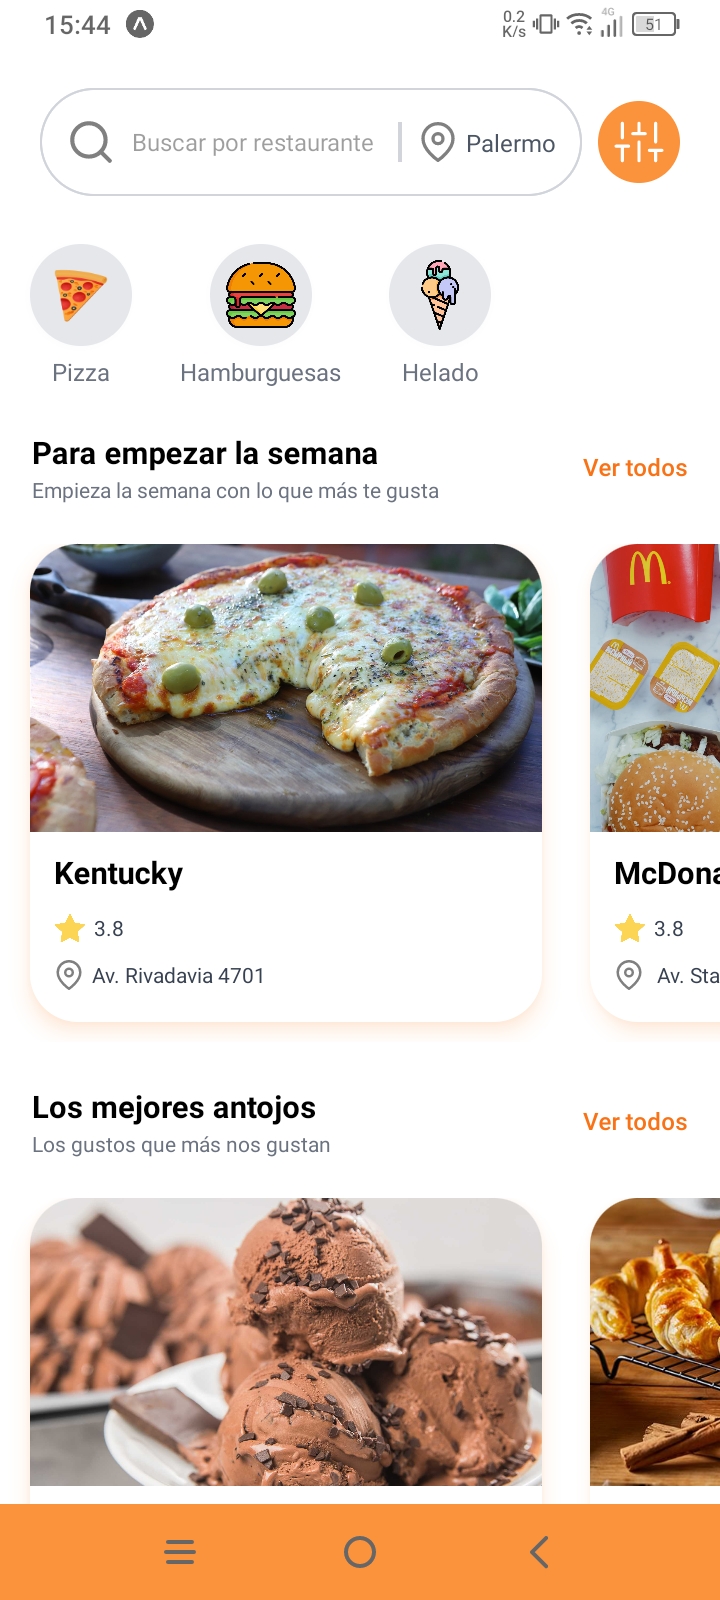 15:44
0.2
K/s
4G
51
Buscar por restaurante
Palermo
Pizza
Hamburguesas
Helado
Para empezar la semana
Ver todos
Empieza la semana con lo que más te gusta
Kentucky
McDona
3.8
3.8
Av. Rivadavia 4701
Av. Sta
Los mejores antojos
Ver todos
Los gustos que más nos gustan